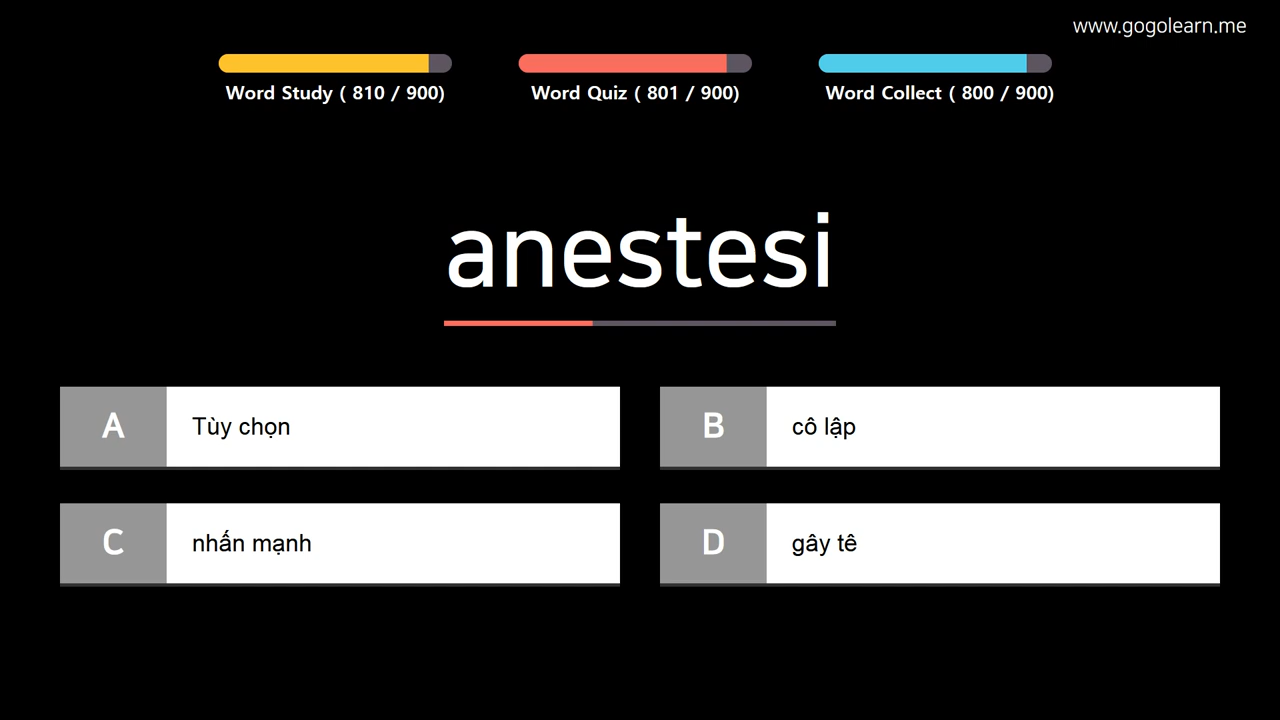 www.gogolearn.me
Word Study ( 810 / 900)
Word Quiz ( 801 / 900)
Word Collect ( 800 / 900)
anestesi
A
Tùy chọn
B
cô lập
C
nhấn mạnh
D
gây tê